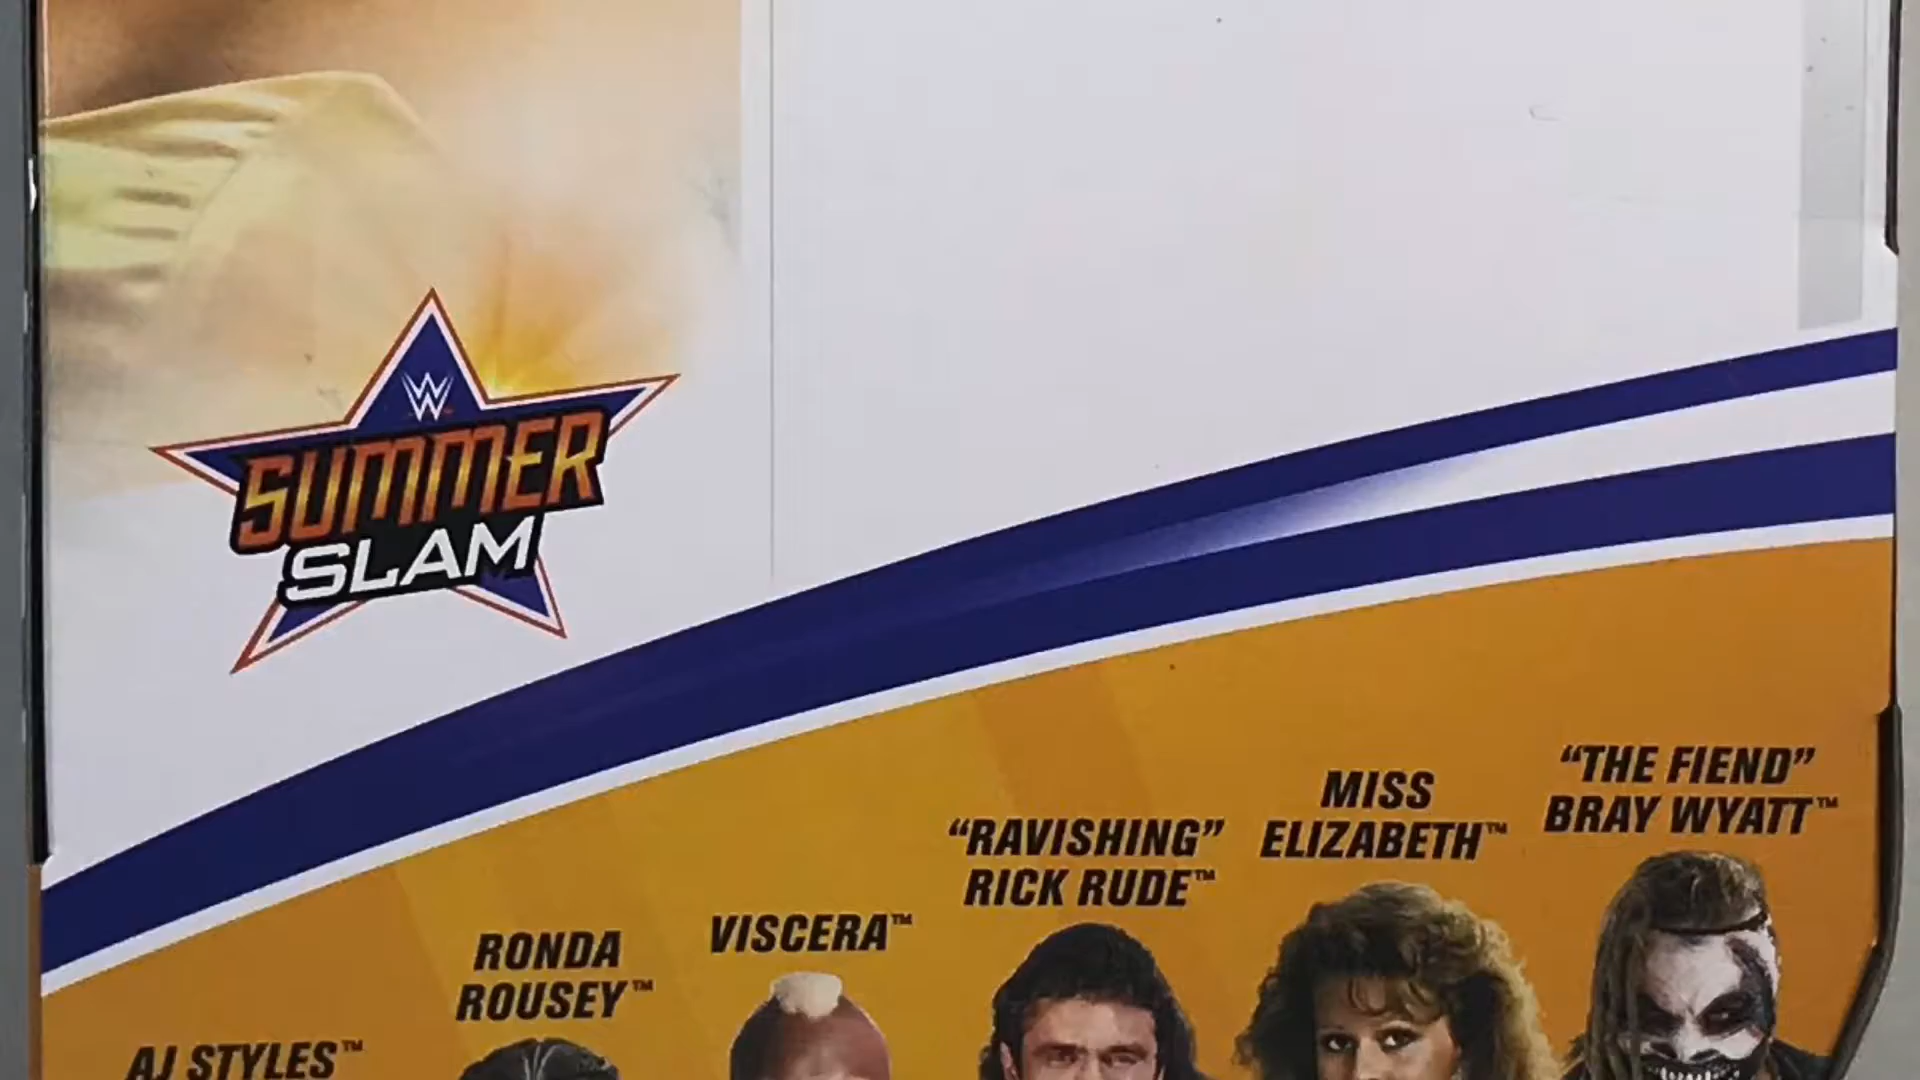 W
SUMMER
SLAM
"THE FIEND"
BRAY WYATT™
MISS
ELIZABETH™
"RAVISHING"
RICK RUDE™
VISCERA™
RONDA
ROUSEY™
AJ STYLES™